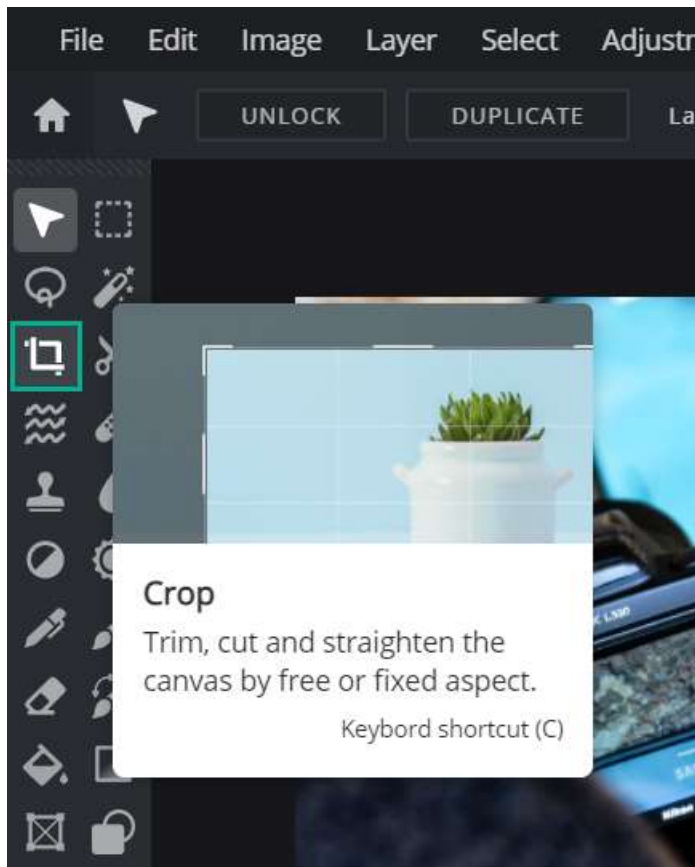 File Edit Image Layer Select Adjustr
UNLOCK DUPLICATE La
Crop
Trim, cut and straighten the
canvas by free or fixed aspect.
Keybord shortcut (C)
Nikon